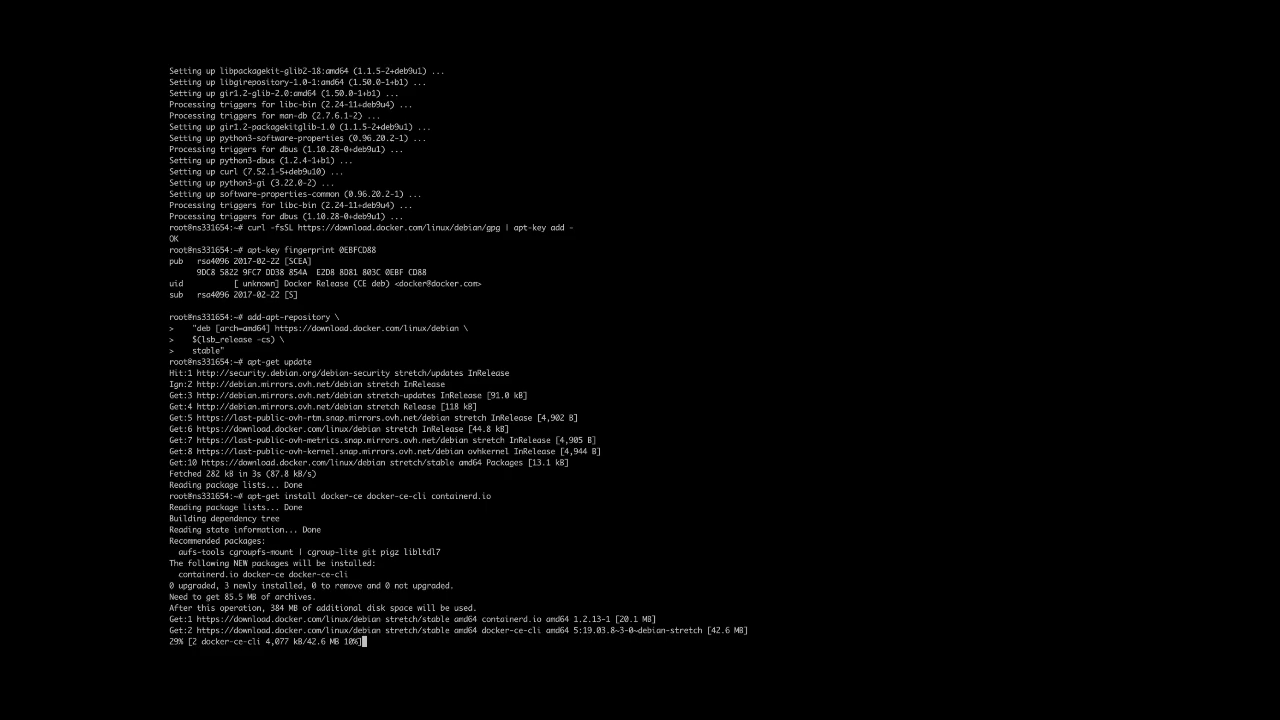 Setting up libpackagekit-glib2-18:amd64 (1.1.5-2+deb9u1) ...
Setting up libgirepository-1.0-1:amd64 (1.50.0-1+b1) ...
Setting up gir1.2-glib-2.0:amd64 (1.50.0-1+b1) ...
Processing triggers for libc-bin (2.24-11+deb9u4) ...
Processing triggers for man-db (2.7.6.1-2) ...
Setting up gir1.2-packagekitglib-1.0 (1.1.5-2+deb9u1) ...
Setting up python3-software-properties (0.96.20.2-1) ...
Processing triggers for dbus (1.10.28-0+deb9u1) ...
Setting up python3-dbus (1.2.4-1+b1) ...
Setting up curl (7.52.1-5+deb9u10) ...
Setting up python3-gi (3.22.0-2) ...
Setting up software-properties-common (0.96.20.2-1) ...
Processing triggers for libc-bin (2.24-11+deb9u4) ...
Processing triggers for dbus (1.10.28-0+deb9u1) ...
root@ns331654:~# curl -fsSL https://download.docker.com/linux/debian/gpg | apt-key add -
OK
root@ns331654:~# apt-key fingerprint 0EBFCD88
pub   rsa4096 2017-02-22 [SCEA]
      9DC8 5822 9FC7 DD38 854A  E2D8 8D81 803C 0EBF CD88
uid             [ unknown] Docker Release (CE deb) <docker@docker.com>
sub   rsa4096 2017-02-22 [S]
root@ns331654:~# add-apt-repository \
>    "deb [arch=amd64] https://download.docker.com/linux/debian \
>    $(lsb_release -cs) \
>    stable"
root@ns331654:~# apt-get update
Hit:1 http://security.debian.org/debian-security stretch/updates InRelease
Ign:2 http://debian.mirrors.ovh.net/debian stretch InRelease
Get:3 http://debian.mirrors.ovh.net/debian stretch-updates InRelease [91.0 kB]
Get:4 http://debian.mirrors.ovh.net/debian stretch Release [118 kB]
Get:5 https://last-public-ovh-rtm.snap.mirrors.ovh.net/debian stretch InRelease [4,902 B]
Get:6 https://download.docker.com/linux/debian stretch InRelease [44.8 kB]
Get:7 https://last-public-ovh-metrics.snap.mirrors.ovh.net/debian stretch InRelease [4,905 B]
Get:8 https://last-public-ovh-kernel.snap.mirrors.ovh.net/debian ovhkernel InRelease [4,944 B]
Get:10 https://download.docker.com/linux/debian stretch/stable amd64 Packages [13.1 kB]
Fetched 282 kB in 3s (87.8 kB/s)
Reading package lists... Done
root@ns331654:~# apt-get install docker-ce docker-ce-cli containerd.io
Reading package lists... Done
Building dependency tree
Reading state information... Done
Recommended packages:
  aufs-tools cgroupfs-mount | cgroup-lite git pigz libltdl7
The following NEW packages will be installed:
  containerd.io docker-ce docker-ce-cli
0 upgraded, 3 newly installed, 0 to remove and 0 not upgraded.
Need to get 85.5 MB of archives.
After this operation, 384 MB of additional disk space will be used.
Get:1 https://download.docker.com/linux/debian stretch/stable amd64 containerd.io amd64 1.2.13-1 [20.1 MB]
Get:2 https://download.docker.com/linux/debian stretch/stable amd64 docker-ce-cli amd64 5:19.03.8~3-0~debian-stretch [42.6 MB]
29% [2 docker-ce-cli 4,077 kB/42.6 MB 10%]